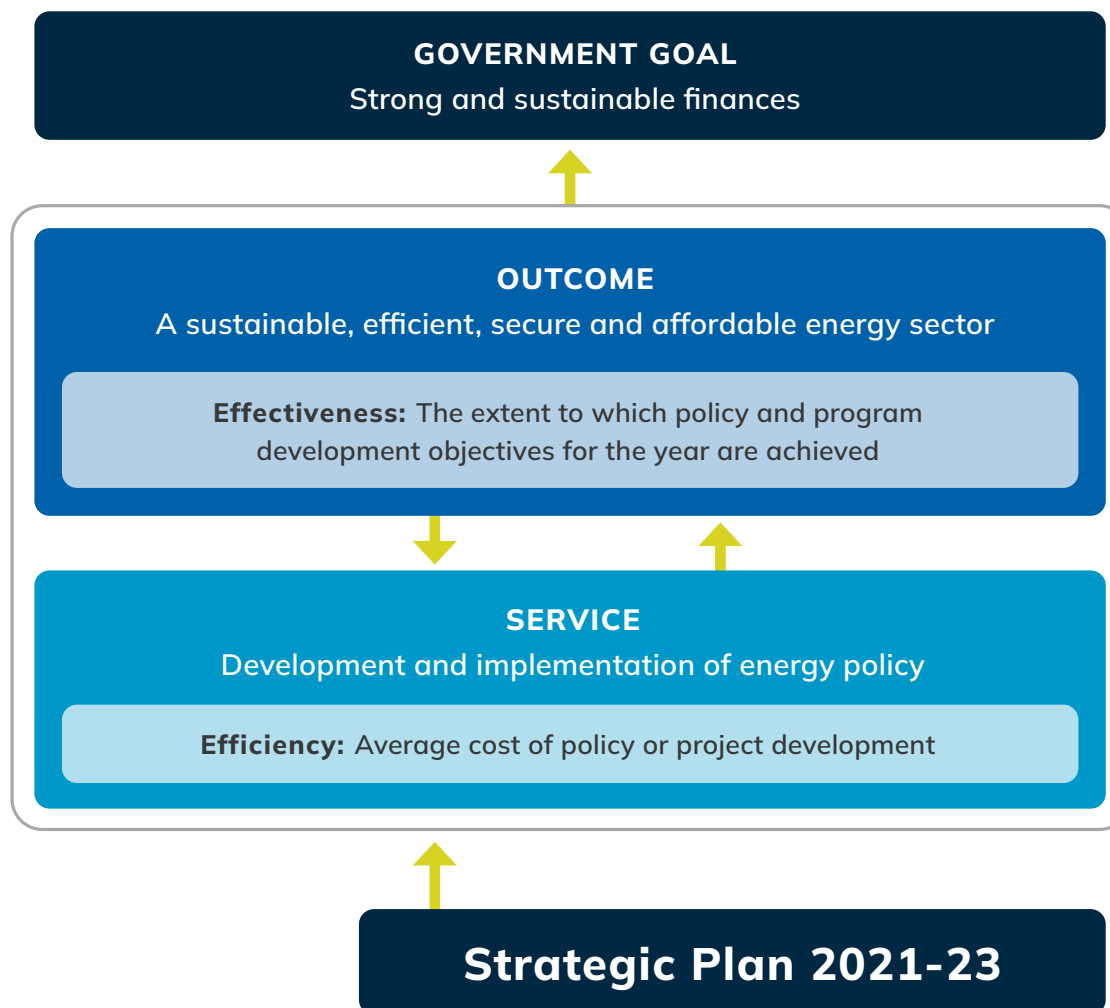 GOVERNMENT GOAL
Strong and sustainable finances
OUTCOME
A sustainable, efficient, secure and affordable energy sector
Effectiveness: The extent to which policy and program
development objectives for the year are achieved
SERVICE
Development and implementation of energy policy
Efficiency: Average cost of policy or project development
Strategic Plan 2021-23